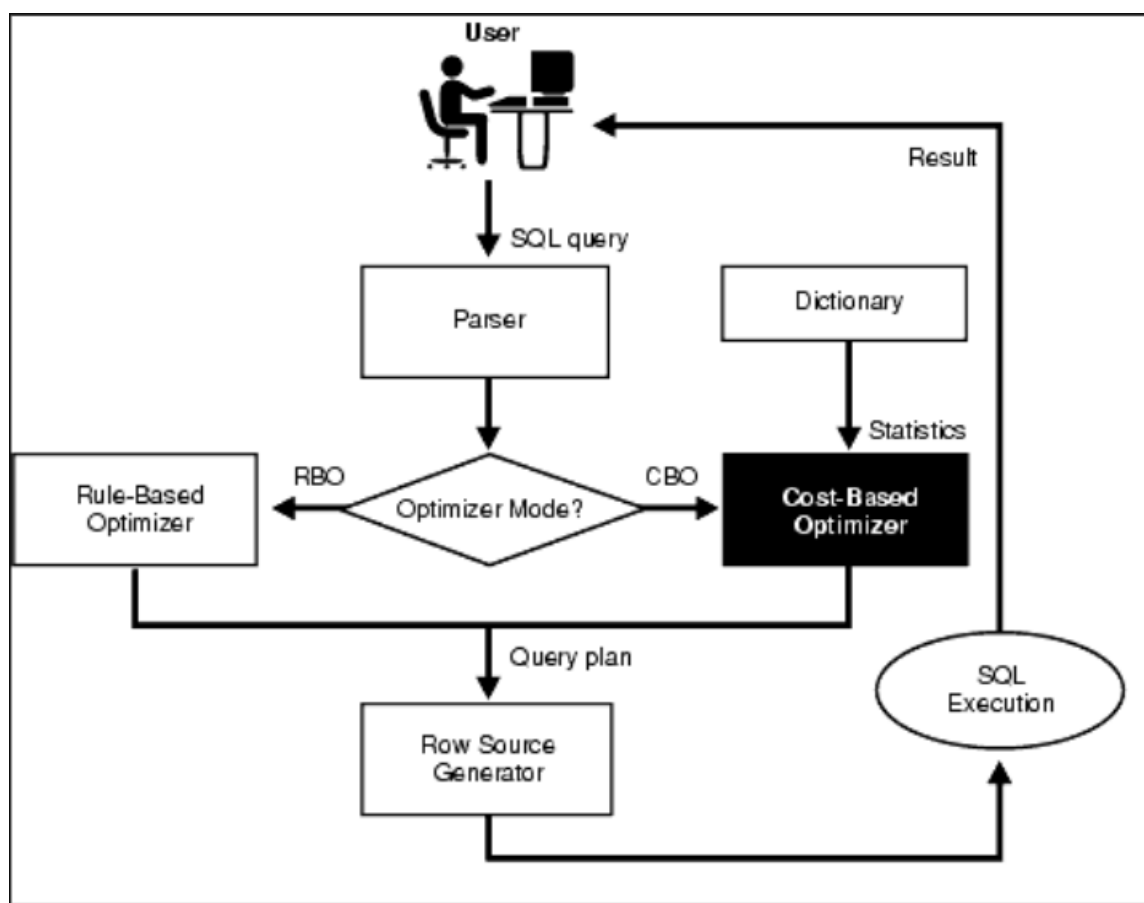 User
Result
SQL query
Parser
Dictionary
Statistics
RBO
CBO
Rule-Based
Optimizer
Optimizer Mode?
Cost-Based
Optimizer
Query plan
SQL
Execution
Row Source
Generator